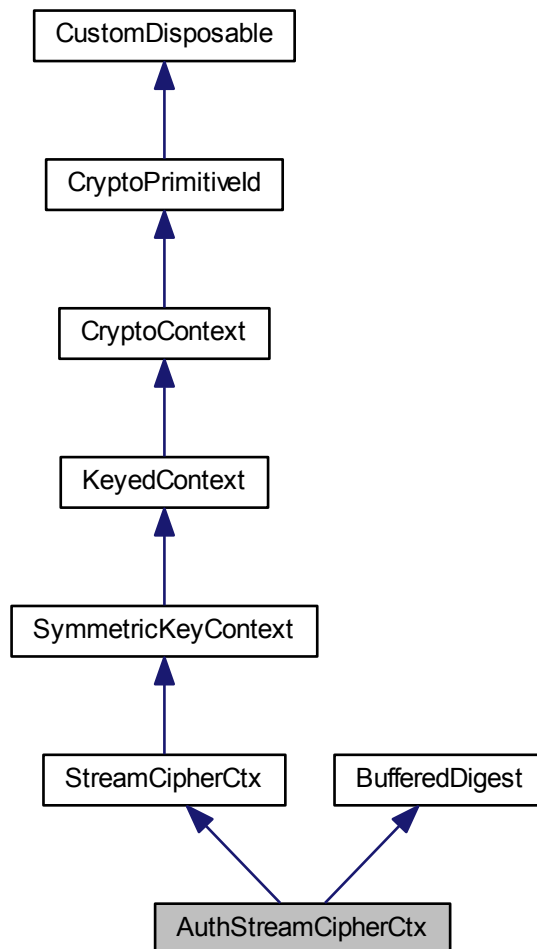 CustomDisposable
CryptoPrimitiveId
CryptoContext
KeyedContext
SymmetricKeyContext
StreamCipherCtx
BufferedDigest
AuthStreamCipherCtx